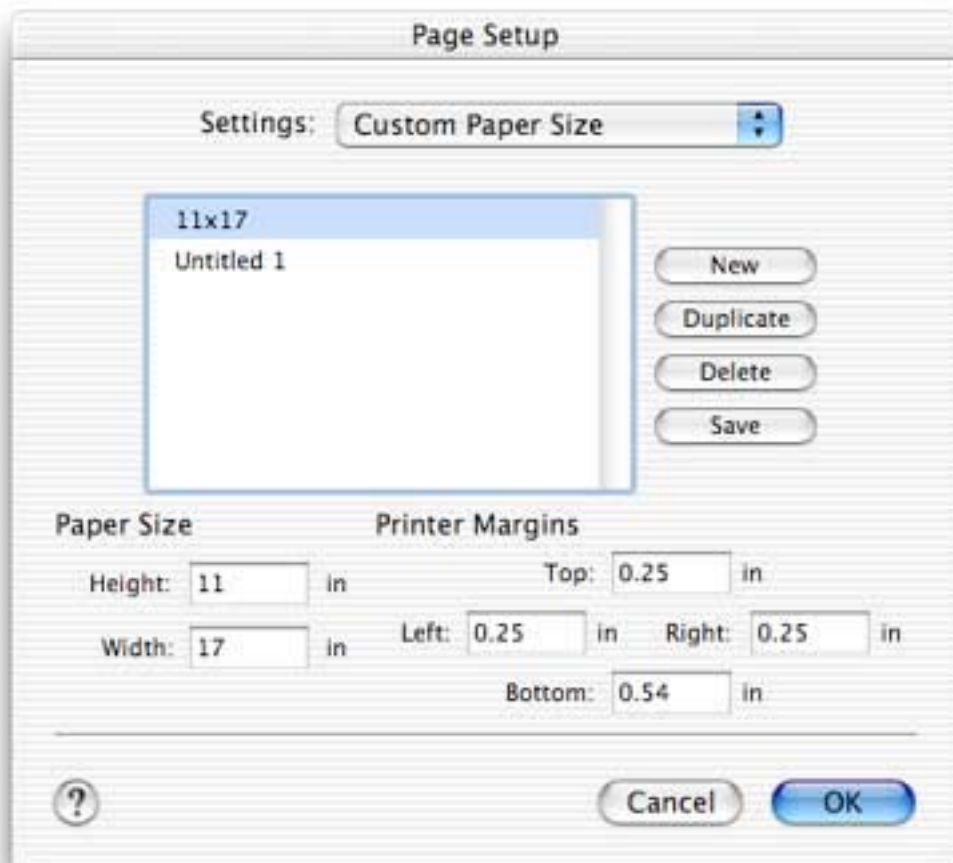 Page Setup
Settings: Custom Paper Size
11x17
Untitled 1
New
Duplicate
Delete
Save
Paper Size
Height: 11 in
Width: 17 in
Printer Margins
Top: 0.25 in
Left: 0.25 in Right: 0.25 in
Bottom: 0.54 in
? Cancel OK